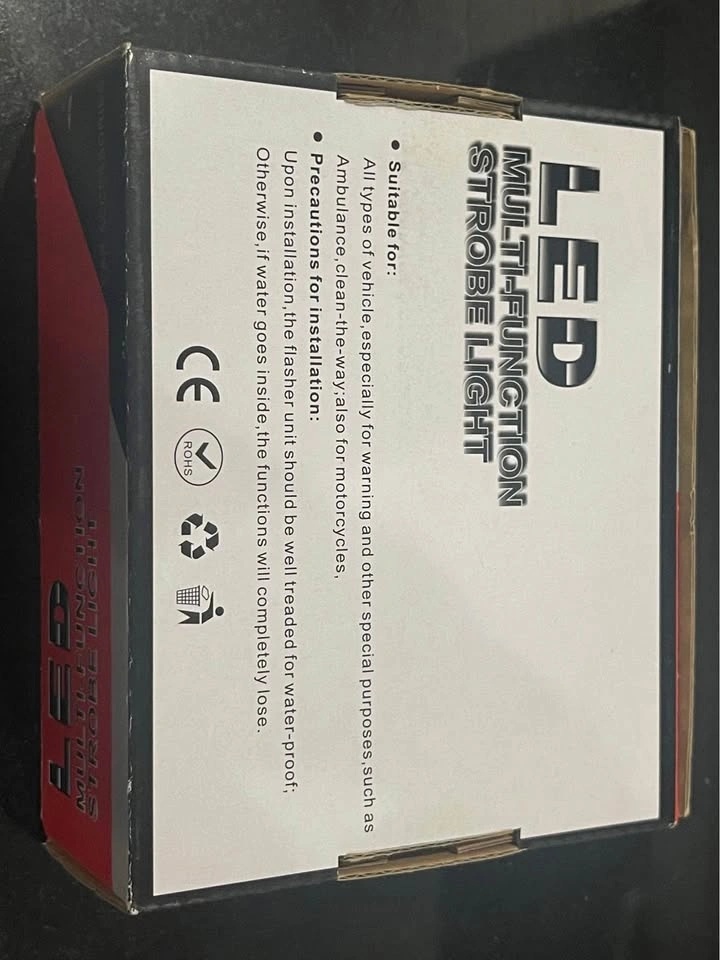 LED
MULTI-FUNCTION
STROBE LIGHT
● Suitable for:
All types of vehicle,especially for warning and other special purposes,such as
Ambulance,clean-the-way;also for motorcycles,
● Precautions for installation:
Upon installation,the flasher unit should be well treaded for water-proof;
Otherwise,if water goes inside,the functions will completely lose.
CE
ROHS
LED
MULTI-FUNCTION
STROBE LIGHT